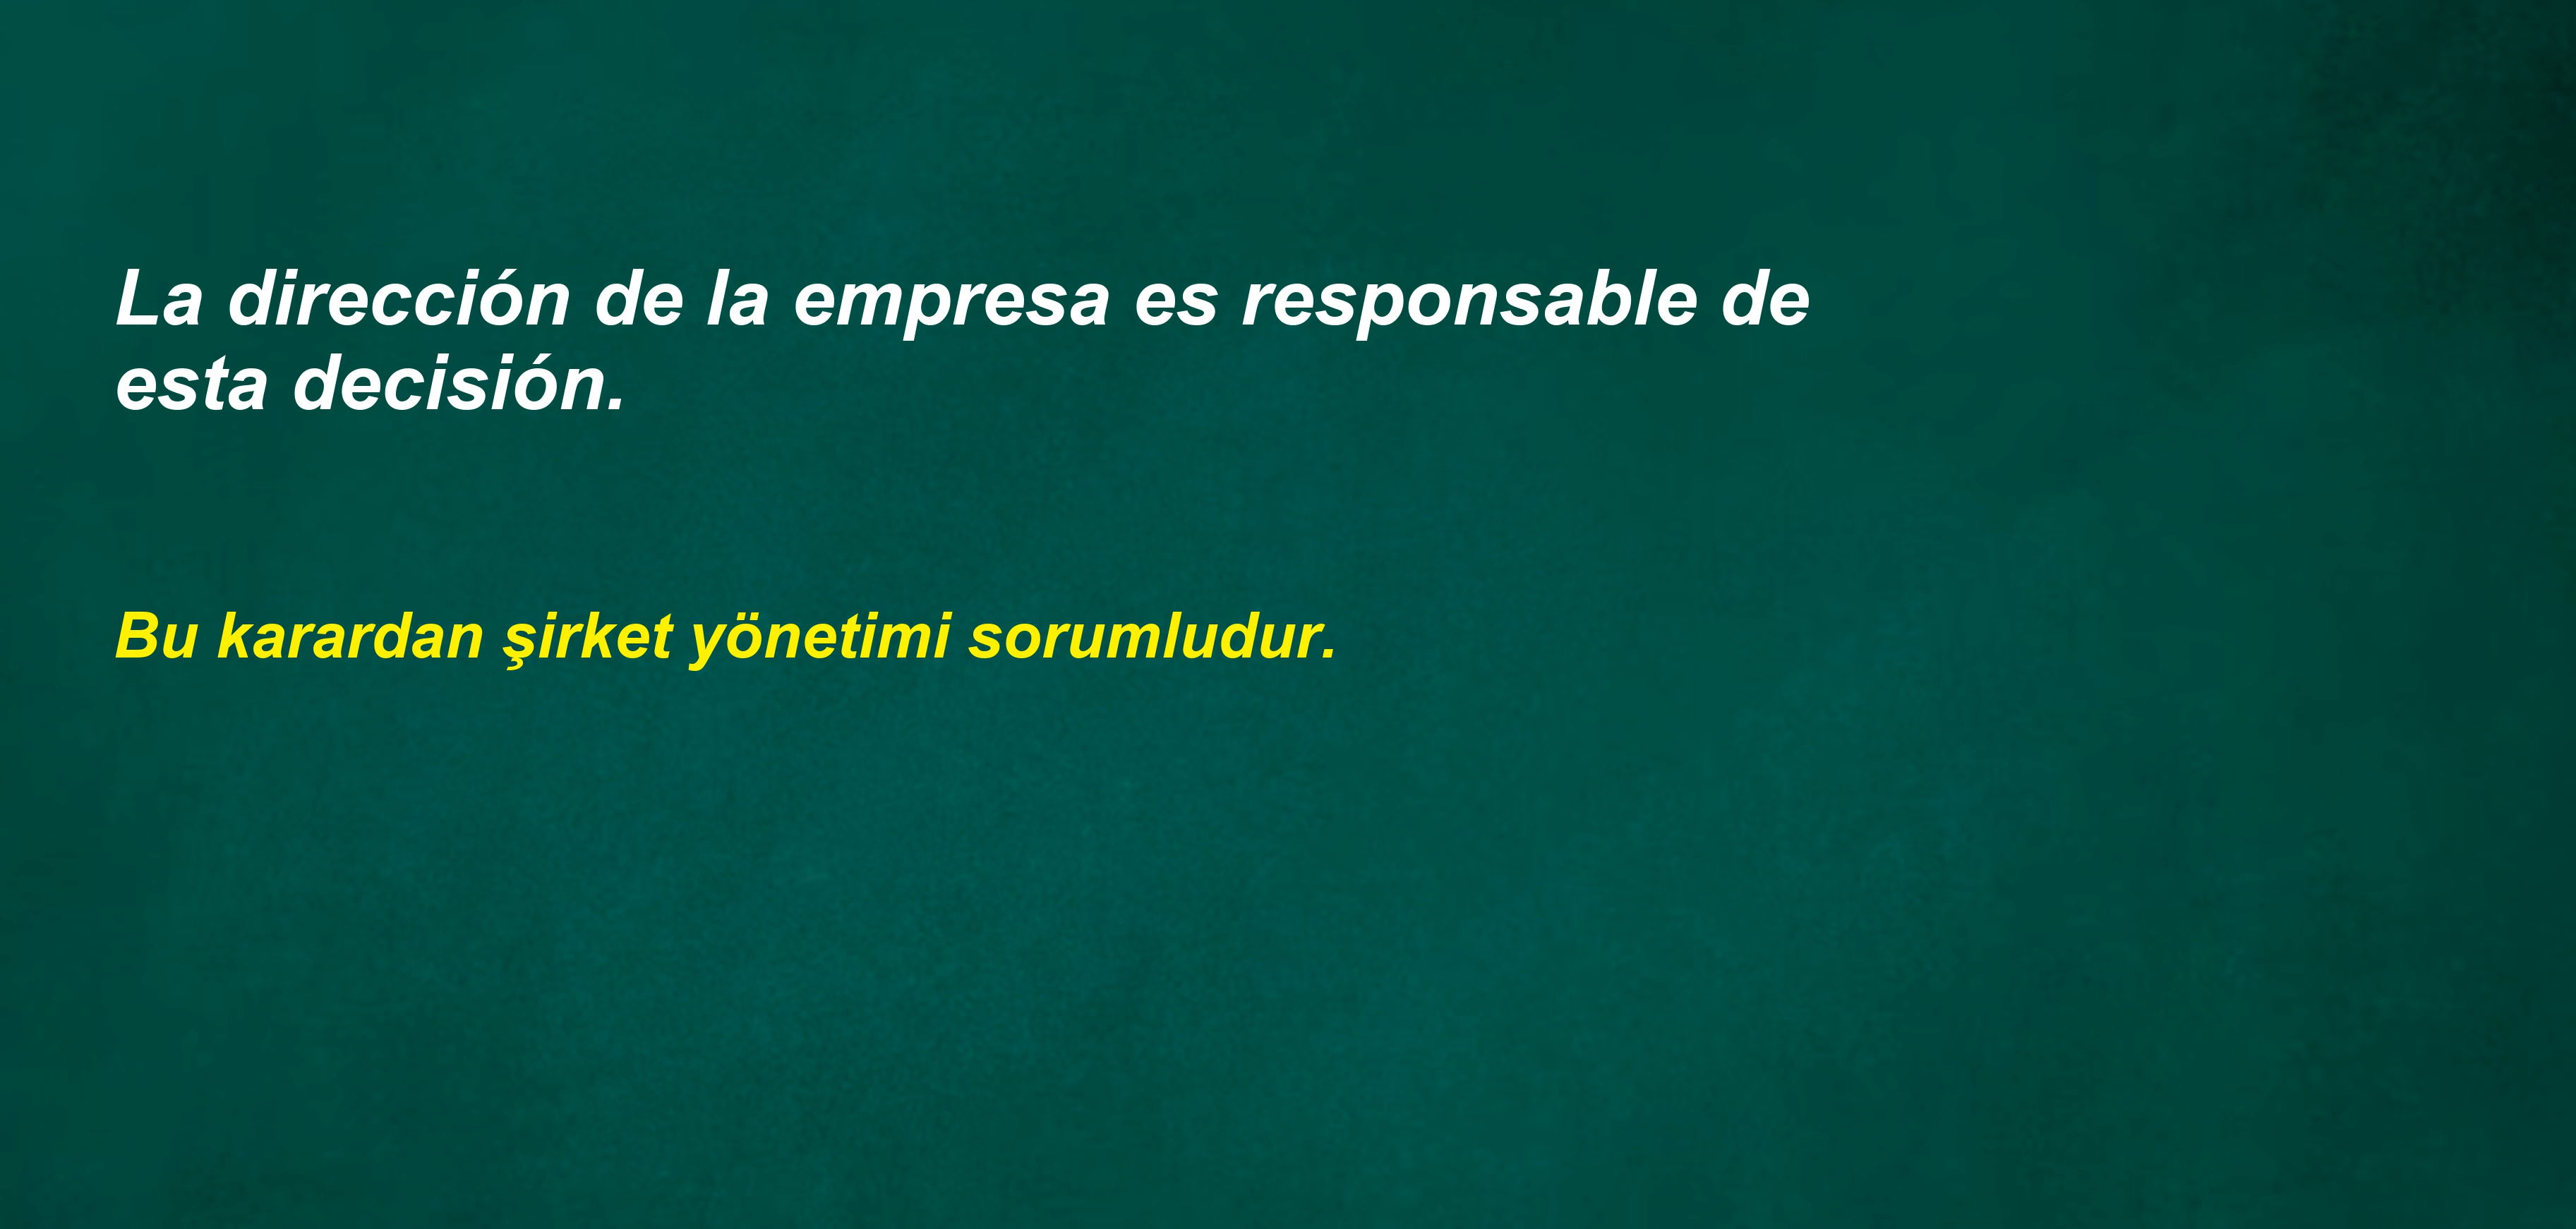 La dirección de la empresa es responsable de
esta decisión.
Bu karardan şirket yönetimi sorumludur.